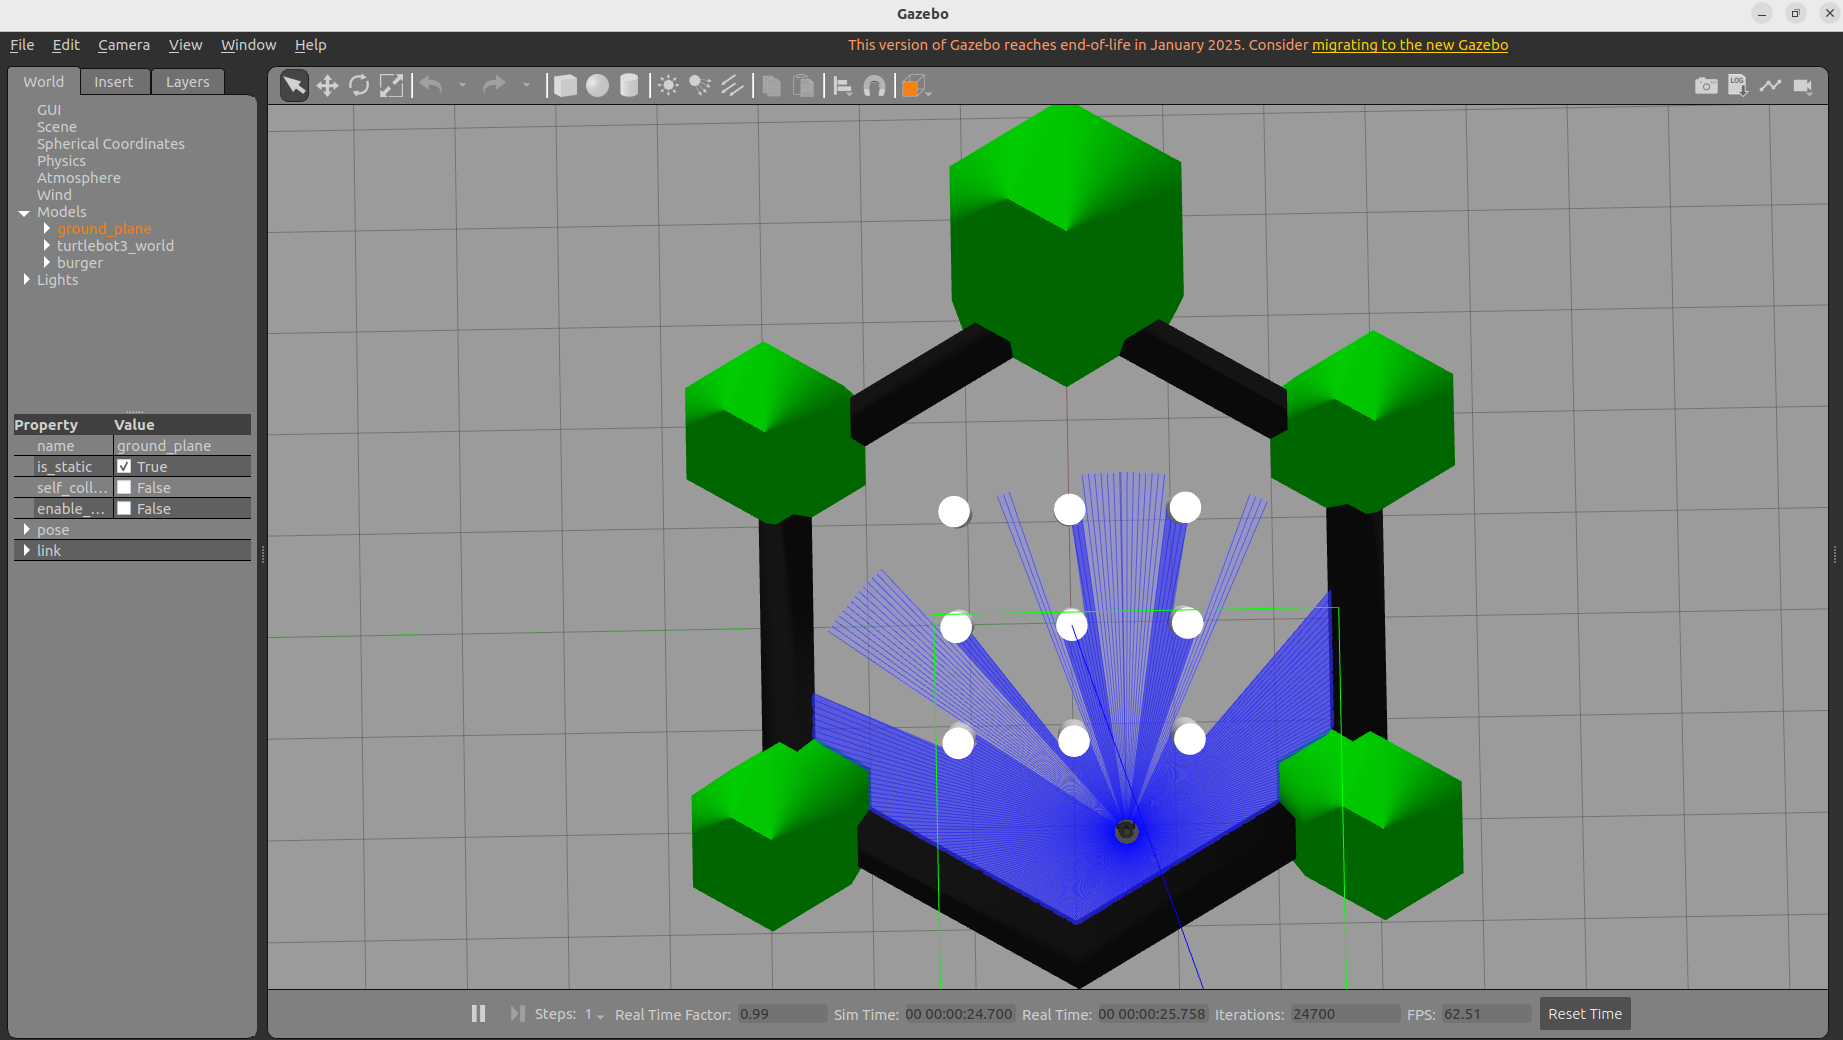 Gazebo
File Edit Camera View Window Help
This version of Gazebo reaches end-of-life in January 2025. Consider migrating to the new Gazebo
World Insert Layers
LOG
GUI
Scene
Spherical Coordinates
Physics
Atmosphere
Wind
Models
ground_plane
turtlebot3_world
burger
Lights
Property Value
name ground_plane
is_static True
self_coll... False
enable_... False
pose
link
Steps: 1 Real Time Factor: 0.99 Sim Time: 00 00:00:24.700 Real Time: 00 00:00:25.758 Iterations: 24700 FPS: 62.51 Reset Time